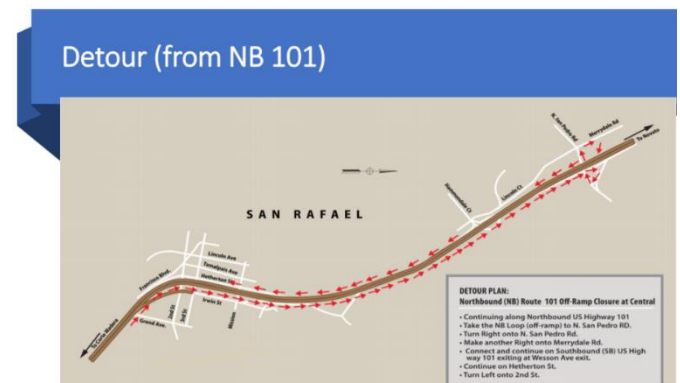 Detour (from NB 101)
N. San Pedro Rd.
Merrydale Rd
To Novato
Hammondale Ct
Lincoln Ct.
SAN RAFAEL
Lincoln Ave
Tamalpais Ave.
Hetherton St
Francisco Blvd.
Irwin St
Mission
2nd St
3rd St
Grand Ave.
To Corte Madera
DETOUR PLAN:
Northbound (NB) Route 101 Off-Ramp Closure at Central
• Continuing along Northbound US Highway 101
• Take the NB Loop (off-ramp) to N. San Pedro RD.
• Turn Right onto N. San Pedro Rd.
• Make another Right onto Merrydale Rd.
• Connect and continue on Southbound (SB) US High
way 101 exiting at Wesson Ave exit.
• Continue on Hetherton St.
• Turn Left onto 2nd St.